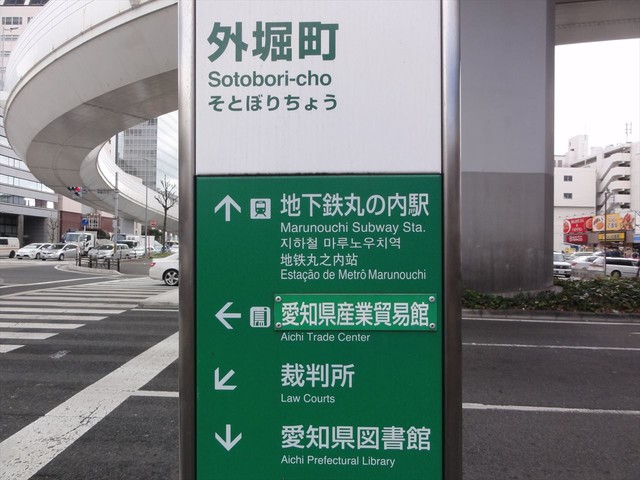 外堀町
Sotobori-cho
そとぼりちょう
地下鉄丸の内駅
Marunouchi Subway Sta.
지하철 마루노우치역
地铁丸之内站
Estação de Metrô Marunouchi
愛知県産業貿易館
Aichi Trade Center
裁判所
Law Courts
愛知県図書館
Aichi Prefectural Library